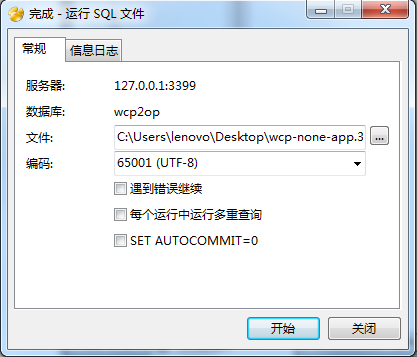 完成 - 运行 SQL 文件
常规
信息日志
服务器:
127.0.0.1:3399
数据库:
wcp2op
文件:
C:\Users\lenovo\Desktop\wcp-none-app.3
...
编码:
65001 (UTF-8)
遇到错误继续
每个运行中运行多重查询
SET AUTOCOMMIT=0
开始
关闭